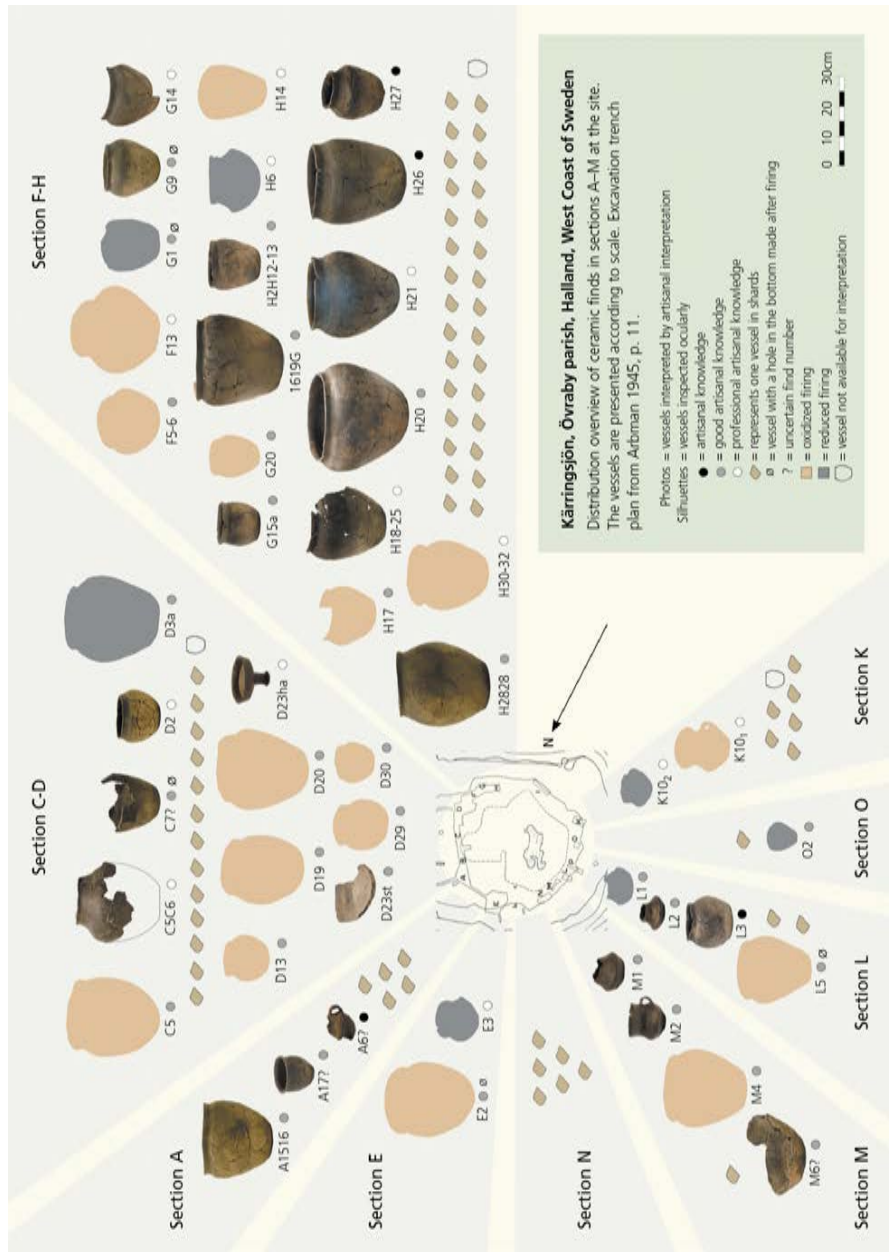 Section C-D
Section F-H
C5
C5C6
C7? ø
D2
D3a
F5-6
F13
G1 ø
G9 ø
G14
D13
D19
D20
D23ha
G15a
G20
1619G
H2H12-13
H6
H14
D23st
D29
D30
H17
H18-25
H20
H21
H26
H27
H2828
H30-32
Section A
A1516
A17?
A6?
Section E
E2 ø
E3
N
Section N
Section M
M6?
M4
M2
M1
Section L
L5 ø
L3
L2
L1
Section O
O2
Section K
K10₂
K10₁
Kärringsjön, Övraby parish, Halland, West Coast of Sweden
Distribution overview of ceramic finds in sections A–M at the site.
The vessels are presented according to scale. Excavation trench
plan from Arbman 1945, p. 11.
Photos = vessels interpreted by artisanal interpretation
Silhuettes = vessels inspected ocularly
= artisanal knowledge
= good artisanal knowledge
= professional artisanal knowledge
= represents one vessel in shards
ø = vessel with a hole in the bottom made after firing
? = uncertain find number
= oxidized firing
= reduced firing
= vessel not available for interpretation
0 10 20 30cm